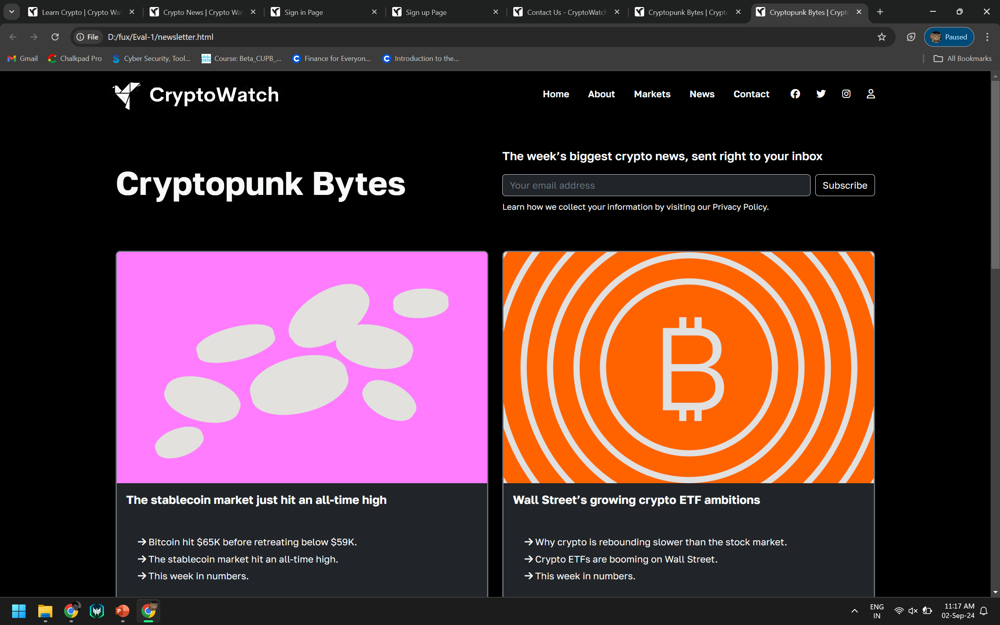 Learn Crypto | Crypto Wat
Crypto News | Crypto Wat
Sign in Page
Sign up Page
Contact Us - CryptoWatch
Cryptopunk Bytes | Crypto
Cryptopunk Bytes | Crypto
File D:/fux/Eval-1/newsletter.html
Paused
Gmail
Chalkpad Pro
Cyber Security, Tool...
Course: Beta_CUPB_...
Finance for Everyon...
Introduction to the...
All Bookmarks
CryptoWatch
Home About Markets News Contact
The week’s biggest crypto news, sent right to your inbox
Cryptopunk Bytes
Your email address
Subscribe
Learn how we collect your information by visiting our Privacy Policy.
The stablecoin market just hit an all-time high
→ Bitcoin hit $65K before retreating below $59K.
→ The stablecoin market hit an all-time high.
→ This week in numbers.
Wall Street’s growing crypto ETF ambitions
→ Why crypto is rebounding slower than the stock market.
→ Crypto ETFs are booming on Wall Street.
→ This week in numbers.
ENG
IN
11:17 AM
02-Sep-24